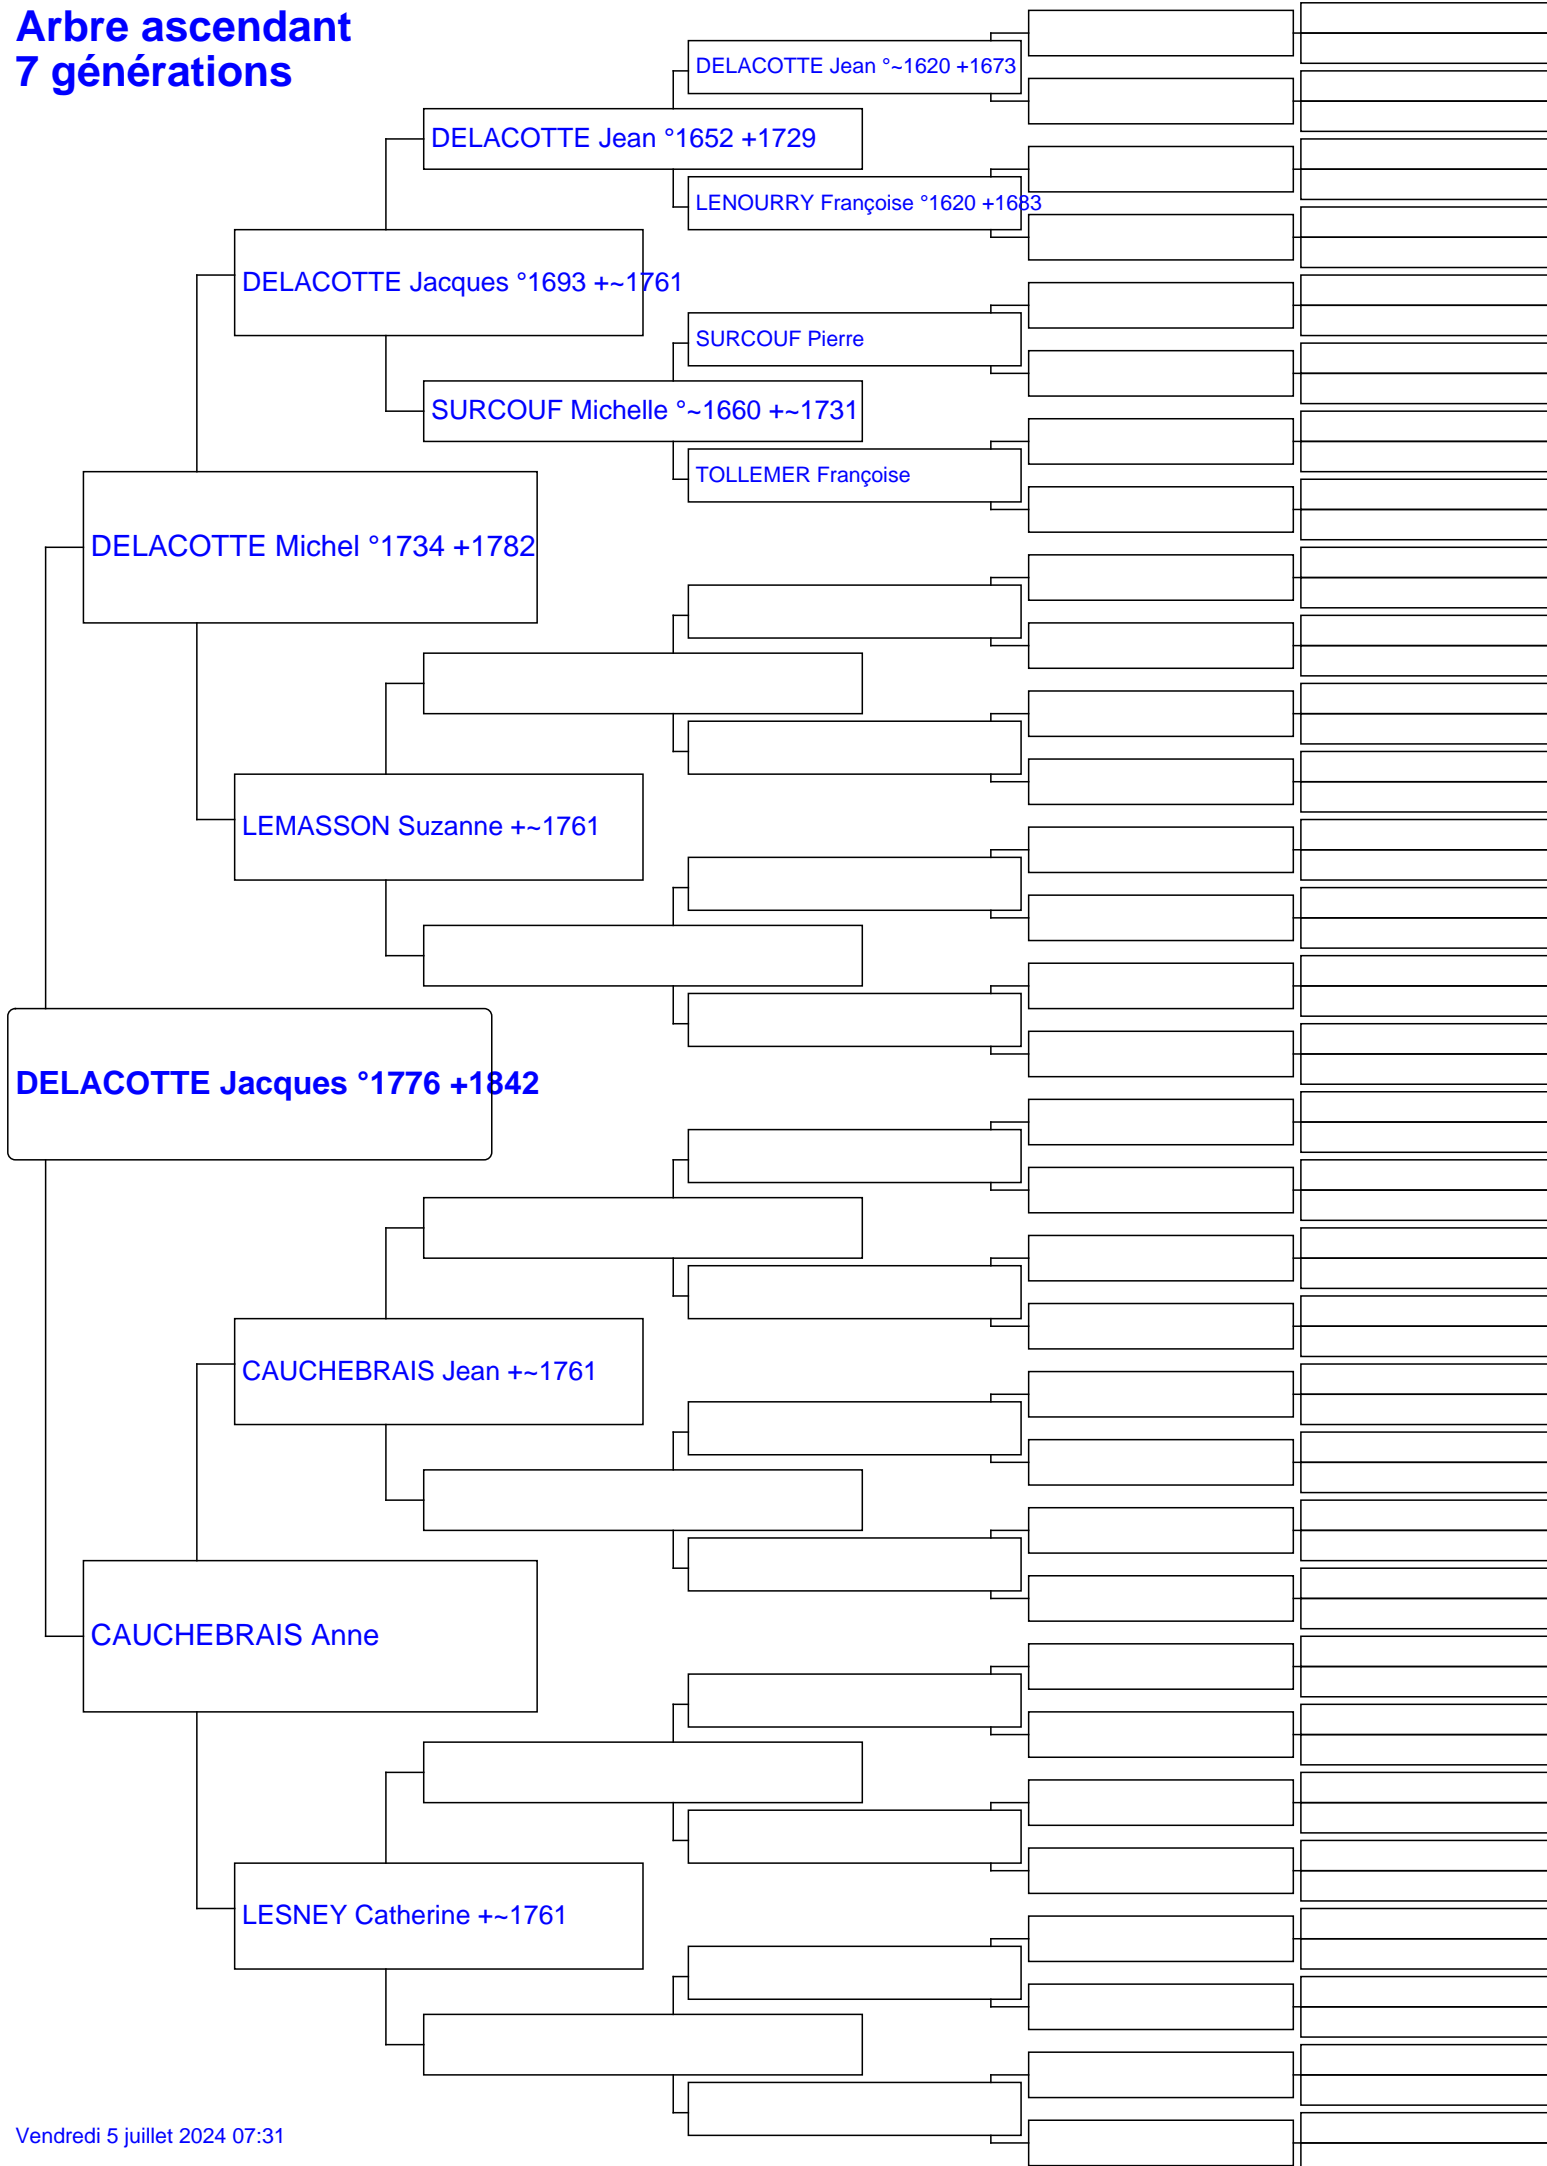 Arbre ascendant
7 générations
DELACOTTE Jean °~1620 +1673
DELACOTTE Jean °1652 +1729
LENOURRY Françoise °1620 +1683
DELACOTTE Jacques °1693 +~1761
SURCOUF Pierre
SURCOUF Michelle °~1660 +~1731
TOLLEMER Françoise
DELACOTTE Michel °1734 +1782
LEMASSON Suzanne +~1761
DELACOTTE Jacques °1776 +1842
CAUCHEBRAIS Jean +~1761
CAUCHEBRAIS Anne
LESNEY Catherine +~1761
Vendredi 5 juillet 2024 07:31